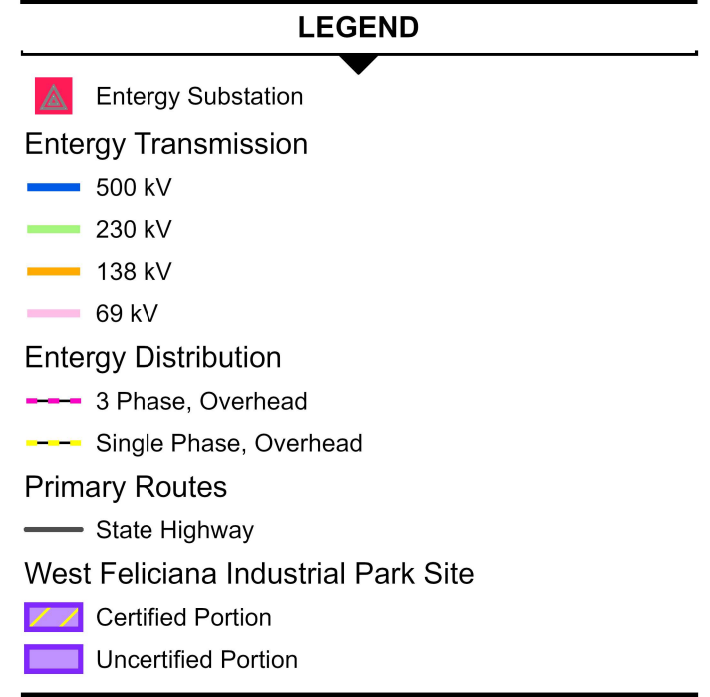 LEGEND
Entergy Substation
Entergy Transmission
500 kV
230 kV
138 kV
69 kV
Entergy Distribution
3 Phase, Overhead
Single Phase, Overhead
Primary Routes
State Highway
West Feliciana Industrial Park Site
Certified Portion
Uncertified Portion